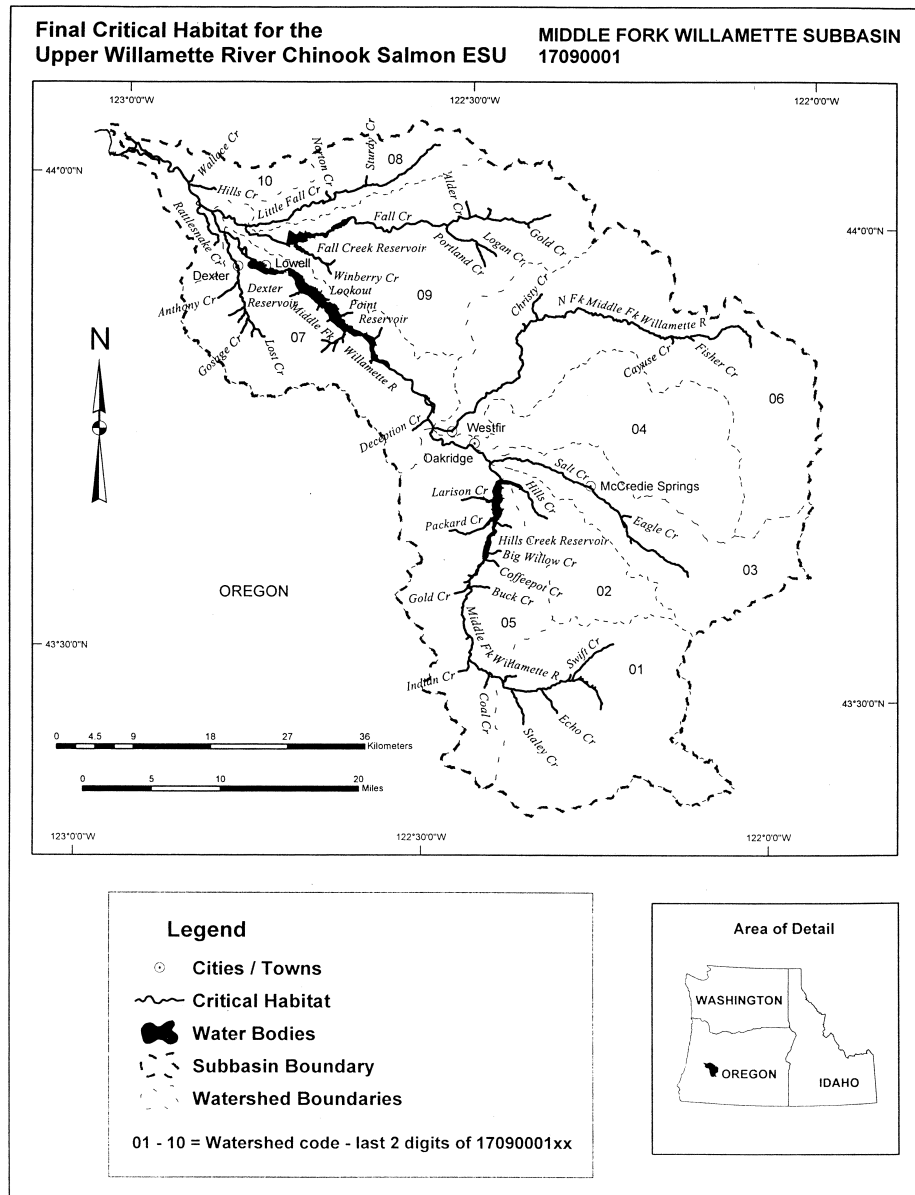 Final Critical Habitat for the
Upper Willamette River Chinook Salmon ESU
MIDDLE FORK WILLAMETTE SUBBASIN
17090001
123°0'0"W
122°30'0"W
122°0'0"W
44°0'0"N
44°0'0"N
Wallace Cr
Hills Cr
10
Norton Cr
Sturdy Cr
08
Little Fall Cr
Alder Cr
Fall Cr
Gold Cr
Logan Cr
Portland Cr
Rattlesnake Cr
Fall Creek Reservoir
Lowell
Dexter
Winberry Cr
Dexter
Reservoir
Lookout
Point
Reservoir
09
Christy Cr
N Fk Middle Fk Willamette R
Anthony Cr
07
Middle Fk
Willamette R
Gosage Cr
Lost Cr
Cayuse Cr
Fisher Cr
06
N
04
Deception Cr
Westfir
Oakridge
Salt Cr
McCredie Springs
Larison Cr
Hills Cr
Packard Cr
Eagle Cr
Hills Creek Reservoir
Big Willow Cr
Coffeepot Cr
03
OREGON
02
Gold Cr
Buck Cr
05
43°30'0"N
Middle Fk Willamette R
Swift Cr
01
Indian Cr
43°30'0"N
Coal Cr
Staley Cr
Echo Cr
0 4.5 9 18 27 36
Kilometers
0 5 10 20
Miles
123°0'0"W
122°30'0"W
122°0'0"W
Legend
Cities / Towns
Critical Habitat
Water Bodies
Subbasin Boundary
Watershed Boundaries
01 - 10 = Watershed code - last 2 digits of 17090001xx
Area of Detail
WASHINGTON
OREGON
IDAHO